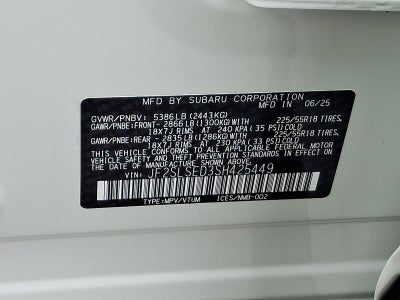 MFD. BY SUBARU CORPORATION IN 06/25
GVWR/PNBV: 5386LB (2443KG)
GAWR/PNBE: FRONT- 2866LB (1300KG) WITH 225/55R18 TIRES,
18X7J RIMS AT 240 KPA (35 PSI) COLD
GAWR/PNBE: REAR - 2835LB (1286KG) WITH 225/55R18 TIRES,
18X7J RIMS AT 230 KPA (33 PSI) COLD
THIS VEHICLE CONFORMS TO ALL APPLICABLE FEDERAL MOTOR
VEHICLE SAFETY, BUMPER, AND THEFT PREVENTION
STANDARDS IN EFFECT ON THE DATE OF MANUFACTURE SHOWN ABOVE.
JF2SLSED3SH425449
TYPE:MPV/VTUM ICES/NMB-002